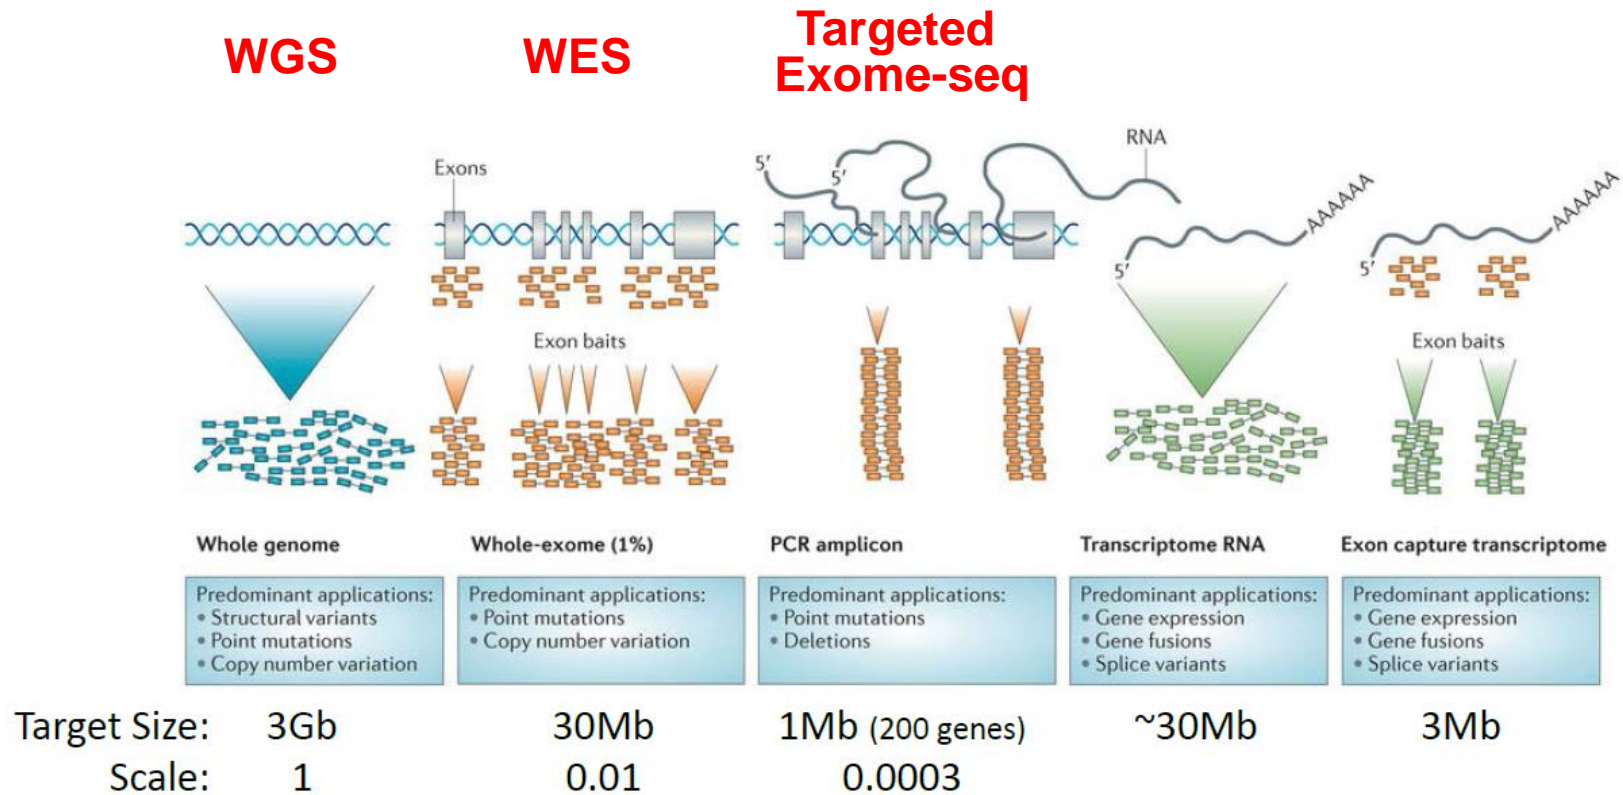 WGS
WES
Targeted
Exome-seq
Exons
5'
5'
RNA
AAAAAA
5'
AAAAAA
5'
Exon baits
Exon baits
Whole genome
Predominant applications:
• Structural variants
• Point mutations
• Copy number variation
Whole-exome (1%)
Predominant applications:
• Point mutations
• Copy number variation
PCR amplicon
Predominant applications:
• Point mutations
• Deletions
Transcriptome RNA
Predominant applications:
• Gene expression
• Gene fusions
• Splice variants
Exon capture transcriptome
Predominant applications:
• Gene expression
• Gene fusions
• Splice variants
Target Size: 3Gb 30Mb 1Mb (200 genes) ~30Mb 3Mb
Scale: 1 0.01 0.0003